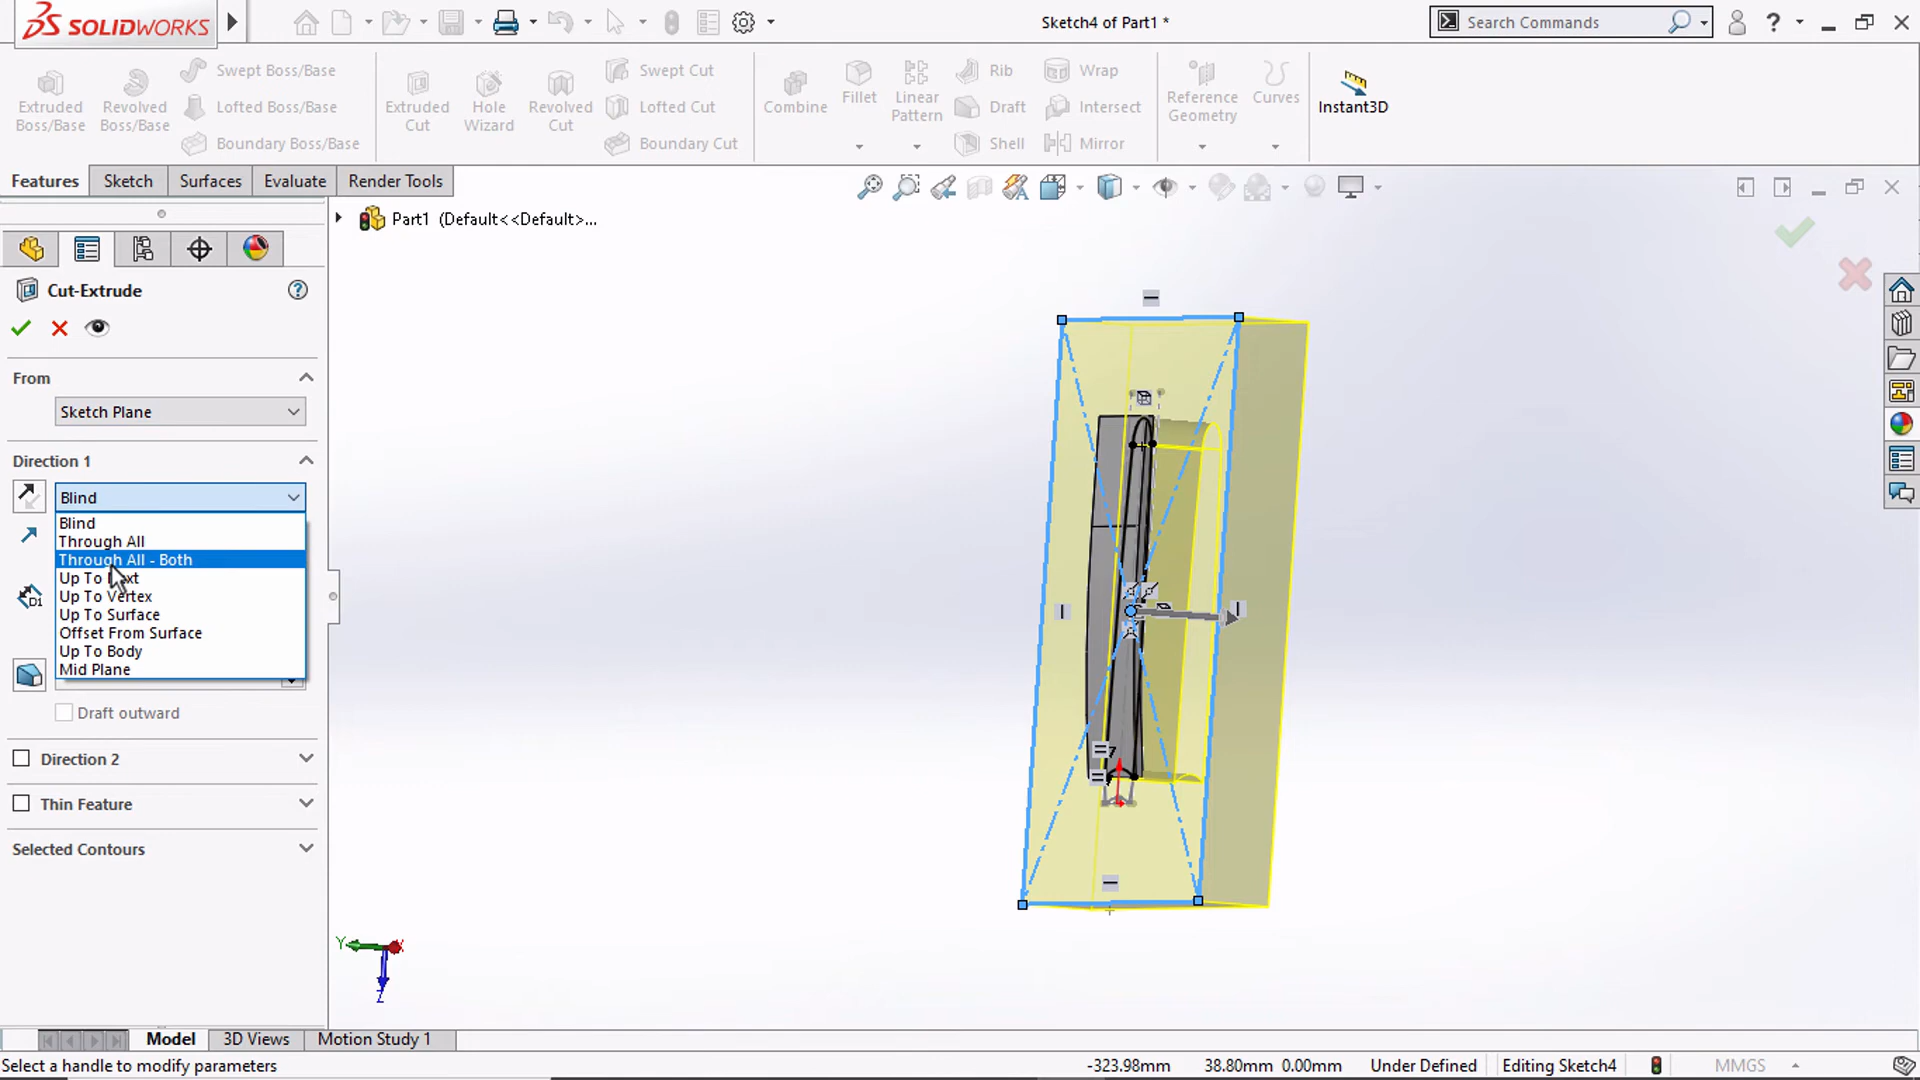 SOLIDWORKS
Sketch4 of Part1 *
Search Commands
?
Extruded Boss/Base
Revolved Boss/Base
Swept Boss/Base
Lofted Boss/Base
Boundary Boss/Base
Extruded Cut
Hole Wizard
Revolved Cut
Swept Cut
Lofted Cut
Boundary Cut
Combine
Fillet
Linear Pattern
Rib
Draft
Shell
Wrap
Intersect
Mirror
Reference Geometry
Curves
Instant3D
Features
Sketch
Surfaces
Evaluate
Render Tools
Part1 (Default<<Default>...
Cut-Extrude
?
From
Sketch Plane
Direction 1
Blind
Blind
Through All
Through All - Both
Up To
Up To Vertex
Up To Surface
Offset From Surface
Up To Body
Mid Plane
D1
Draft outward
Direction 2
Thin Feature
Selected Contours
Y
X
Z
Model
3D Views
Motion Study 1
Select a handle to modify parameters
-323.98mm
38.80mm 0.00mm
Under Defined
Editing Sketch4
MMGS